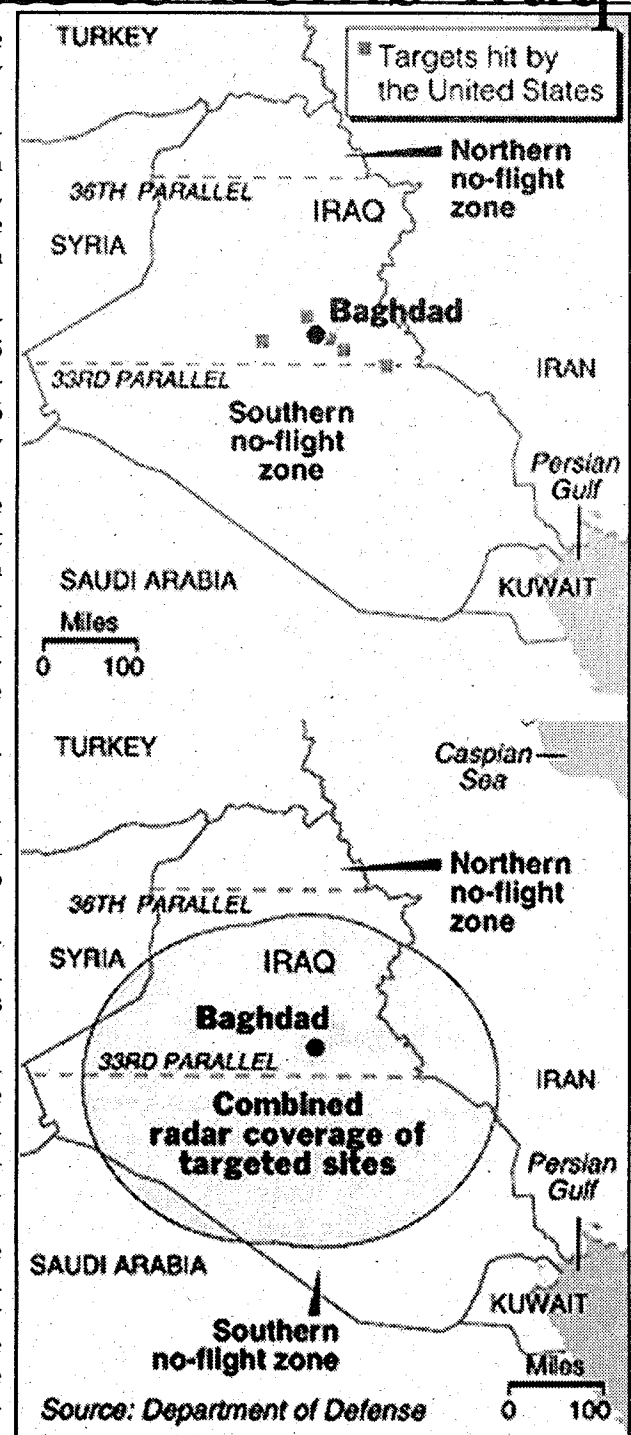 TURKEY
Targets hit by
the United States
Northern
no-flight
zone
36TH PARALLEL
IRAQ
SYRIA
Baghdad
33RD PARALLEL
IRAN
Southern
no-flight
zone
Persian
Gulf
SAUDI ARABIA
KUWAIT
Miles
0 100
TURKEY
Caspian
Sea
Northern
no-flight
zone
36TH PARALLEL
SYRIA
IRAQ
Baghdad
33RD PARALLEL
IRAN
Combined
radar coverage of
targeted sites
Persian
Gulf
SAUDI ARABIA
KUWAIT
Southern
no-flight zone
Miles
0 100
Source: Department of Defense